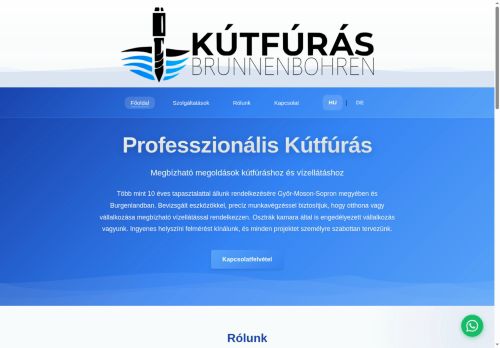 KÚTFÚRÁS
BRUNNENBOHREN
Főoldal Szolgáltatások Rólunk Kapcsolat HU | DE
Professzionális Kútfúrás
Megbízható megoldások kútfúráshoz és vízellátáshoz
Több mint 10 éves tapasztalattal állunk rendelkezésére Győr-Moson-Sopron megyében és
Burgenlandban. Bevizsgált eszközökkel, precíz munkavégzéssel biztosítjuk, hogy otthona vagy
vállalkozása megbízható vízellátással rendelkezzen. Osztrák kamara által is engedélyezett vállalkozás
vagyunk. Ingyenes helyszíni felmérést kínálunk, és minden projektet személyre szabottan tervezünk.
Kapcsolatfelvétel
Rólunk